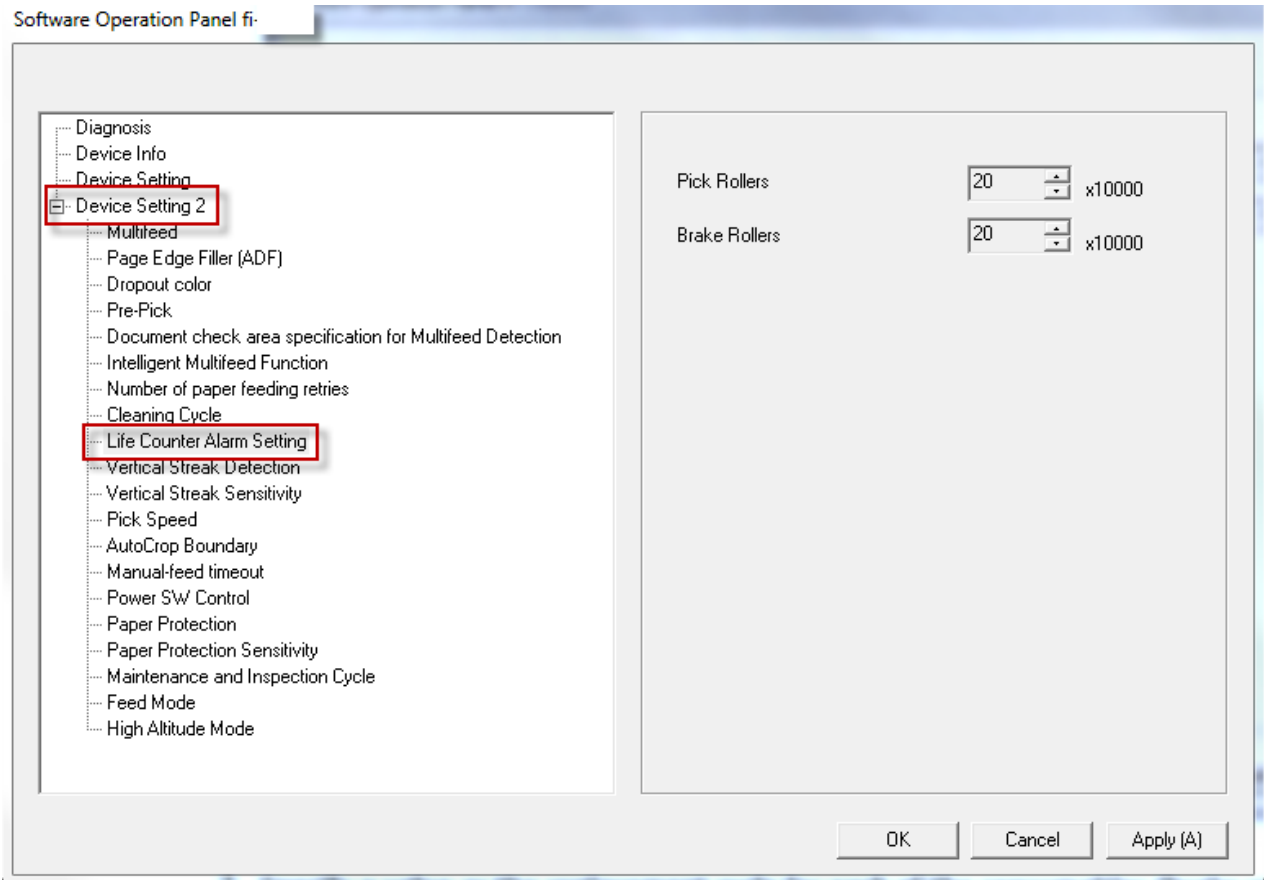 Software Operation Panel fi-
Diagnosis
Device Info
Device Setting
Device Setting 2
Multifeed
Page Edge Filler (ADF)
Dropout color
Pre-Pick
Document check area specification for Multifeed Detection
Intelligent Multifeed Function
Number of paper feeding retries
Cleaning Cycle
Life Counter Alarm Setting
Vertical Streak Detection
Vertical Streak Sensitivity
Pick Speed
AutoCrop Boundary
Manual-feed timeout
Power SW Control
Paper Protection
Paper Protection Sensitivity
Maintenance and Inspection Cycle
Feed Mode
High Altitude Mode
Pick Rollers 20 x10000
Brake Rollers 20 x10000
OK Cancel Apply (A)